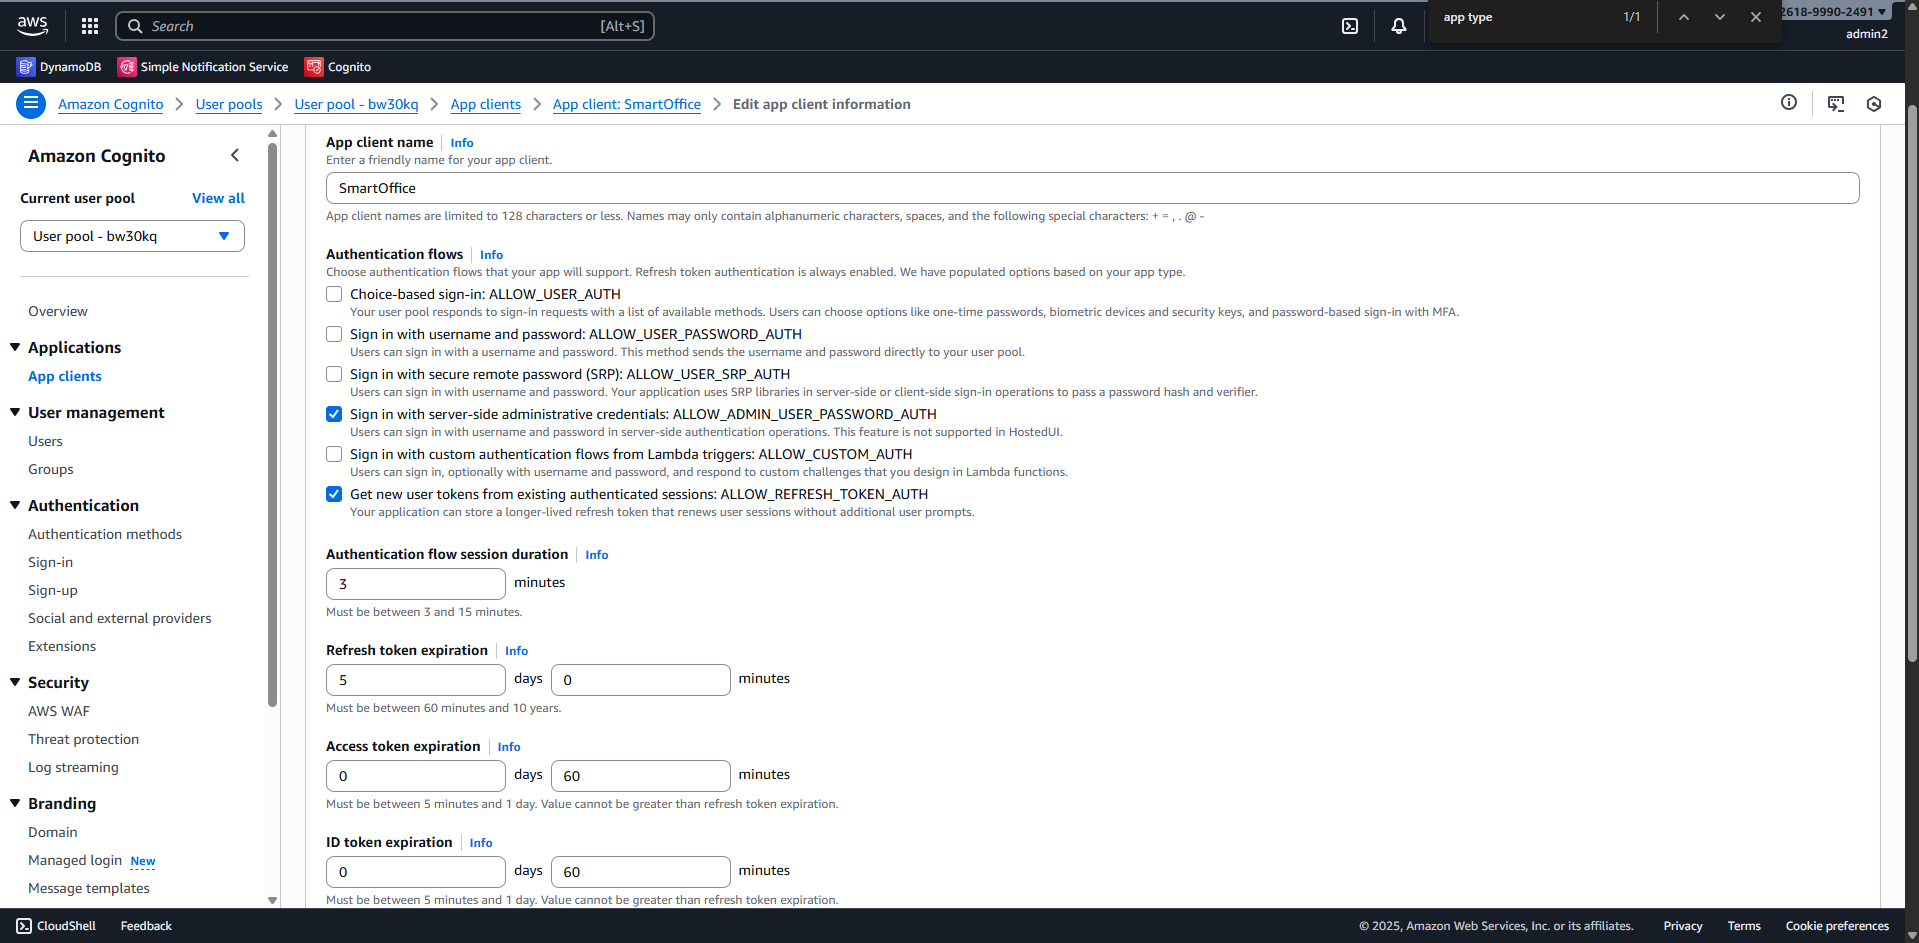 aws
Search
[Alt+S]
app type
1/1
2618-9990-2491
admin2
DynamoDB
Simple Notification Service
Cognito
Amazon Cognito
User pools
User pool - bw30kq
App clients
App client: SmartOffice
Edit app client information
Amazon Cognito
Current user pool
View all
User pool - bw30kq
Overview
Applications
App clients
User management
Users
Groups
Authentication
Authentication methods
Sign-in
Sign-up
Social and external providers
Extensions
Security
AWS WAF
Threat protection
Log streaming
Branding
Domain
Managed login New
Message templates
App client name Info
Enter a friendly name for your app client.
SmartOffice
App client names are limited to 128 characters or less. Names may only contain alphanumeric characters, spaces, and the following special characters: + = , . @ -
Authentication flows Info
Choose authentication flows that your app will support. Refresh token authentication is always enabled. We have populated options based on your app type.
Choice-based sign-in: ALLOW_USER_AUTH
Your user pool responds to sign-in requests with a list of available methods. Users can choose options like one-time passwords, biometric devices and security keys, and password-based sign-in with MFA.
Sign in with username and password: ALLOW_USER_PASSWORD_AUTH
Users can sign in with a username and password. This method sends the username and password directly to your user pool.
Sign in with secure remote password (SRP): ALLOW_USER_SRP_AUTH
Users can sign in with username and password. Your application uses SRP libraries in server-side or client-side sign-in operations to pass a password hash and verifier.
Sign in with server-side administrative credentials: ALLOW_ADMIN_USER_PASSWORD_AUTH
Users can sign in with username and password in server-side authentication operations. This feature is not supported in HostedUI.
Sign in with custom authentication flows from Lambda triggers: ALLOW_CUSTOM_AUTH
Users can sign in, optionally with username and password, and respond to custom challenges that you design in Lambda functions.
Get new user tokens from existing authenticated sessions: ALLOW_REFRESH_TOKEN_AUTH
Your application can store a longer-lived refresh token that renews user sessions without additional user prompts.
Authentication flow session duration Info
3 minutes
Must be between 3 and 15 minutes.
Refresh token expiration Info
5 days 0 minutes
Must be between 60 minutes and 10 years.
Access token expiration Info
0 days 60 minutes
Must be between 5 minutes and 1 day. Value cannot be greater than refresh token expiration.
ID token expiration Info
0 days 60 minutes
Must be between 5 minutes and 1 day. Value cannot be greater than refresh token expiration.
CloudShell
Feedback
© 2025, Amazon Web Services, Inc. or its affiliates.
Privacy
Terms
Cookie preferences